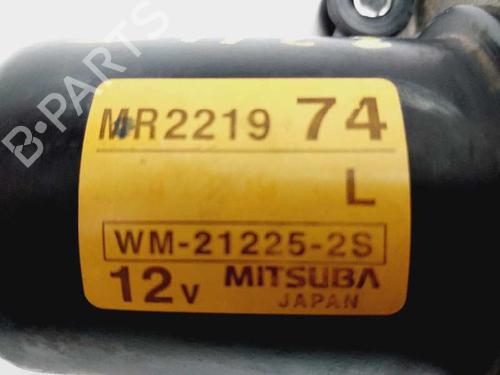 B-PARTS
MR2219 74
L
WM-21225-2S
12V MITSUBA
JAPAN